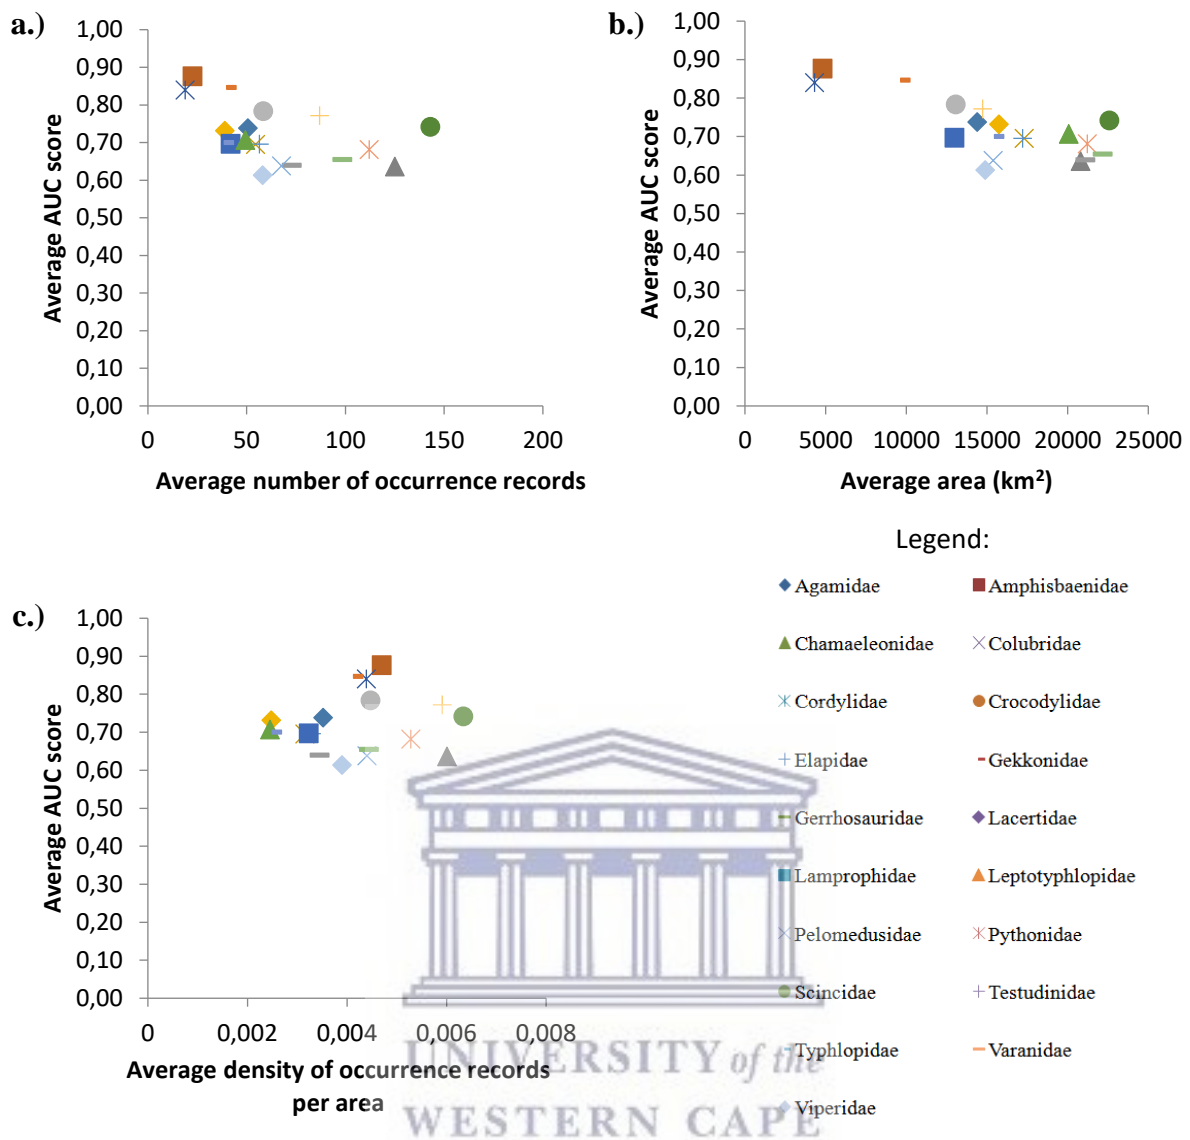 a.)
1,00
0,90
0,80
0,70
0,60
0,50
0,40
0,30
0,20
0,10
0,00
Average AUC score
0 50 100 150 200
Average number of occurrence records
b.)
1,00
0,90
0,80
0,70
0,60
0,50
0,40
0,30
0,20
0,10
0,00
Average AUC score
0 5000 10000 15000 20000 25000
Average area (km²)
c.)
1,00
0,90
0,80
0,70
0,60
0,50
0,40
0,30
0,20
0,10
0,00
Average AUC score
0 0,002 0,004 0,006 0,008
Average density of occurrence records
per area
Legend:
Agamidae Amphisbaenidae
Chamaeleonidae Colubridae
Cordylidae Crocodylidae
Elapidae Gekkonidae
Gerrhosauridae Lacertidae
Lamprophidae Leptotyphlopidae
Pelomedusidae Pythonidae
Scincidae Testudinidae
Typhlopidae Varanidae
Viperidae
UNIVERSITY of the
WESTERN CAPE